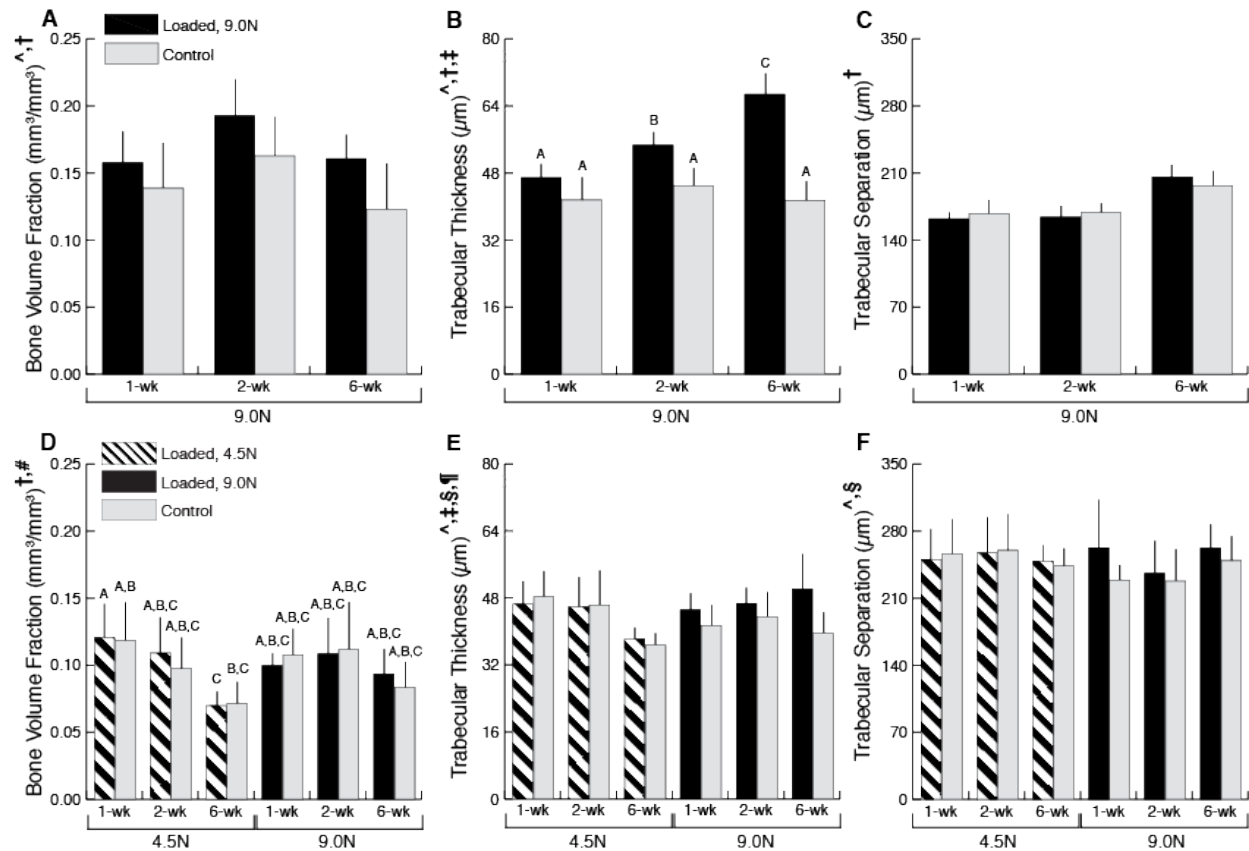 A
Loaded, 9.0N
Control
Bone Volume Fraction (mm³/mm³)^,†
0.25
0.20
0.15
0.10
0.05
0.00
1-wk 2-wk 6-wk
9.0N
B
Trabecular Thickness (µm)^,†,‡
80
64
48
32
16
0
A A B A C A
1-wk 2-wk 6-wk
9.0N
C
Trabecular Separation (µm)†
350
280
210
140
70
0
1-wk 2-wk 6-wk
9.0N
D
Loaded, 4.5N
Loaded, 9.0N
Control
Bone Volume Fraction (mm³/mm³)†,#
0.25
0.20
0.15
0.10
0.05
0.00
A A,B A,B,C A,B,C C B,C A,B,C A,B,C A,B,C A,B,C A,B,C A,B,C
1-wk 2-wk 6-wk 1-wk 2-wk 6-wk
4.5N 9.0N
E
Trabecular Thickness (µm)^,‡,§,¶
80
64
48
32
16
0
1-wk 2-wk 6-wk 1-wk 2-wk 6-wk
4.5N 9.0N
F
Trabecular Separation (µm)^,§
350
280
210
140
70
0
1-wk 2-wk 6-wk 1-wk 2-wk 6-wk
4.5N 9.0N